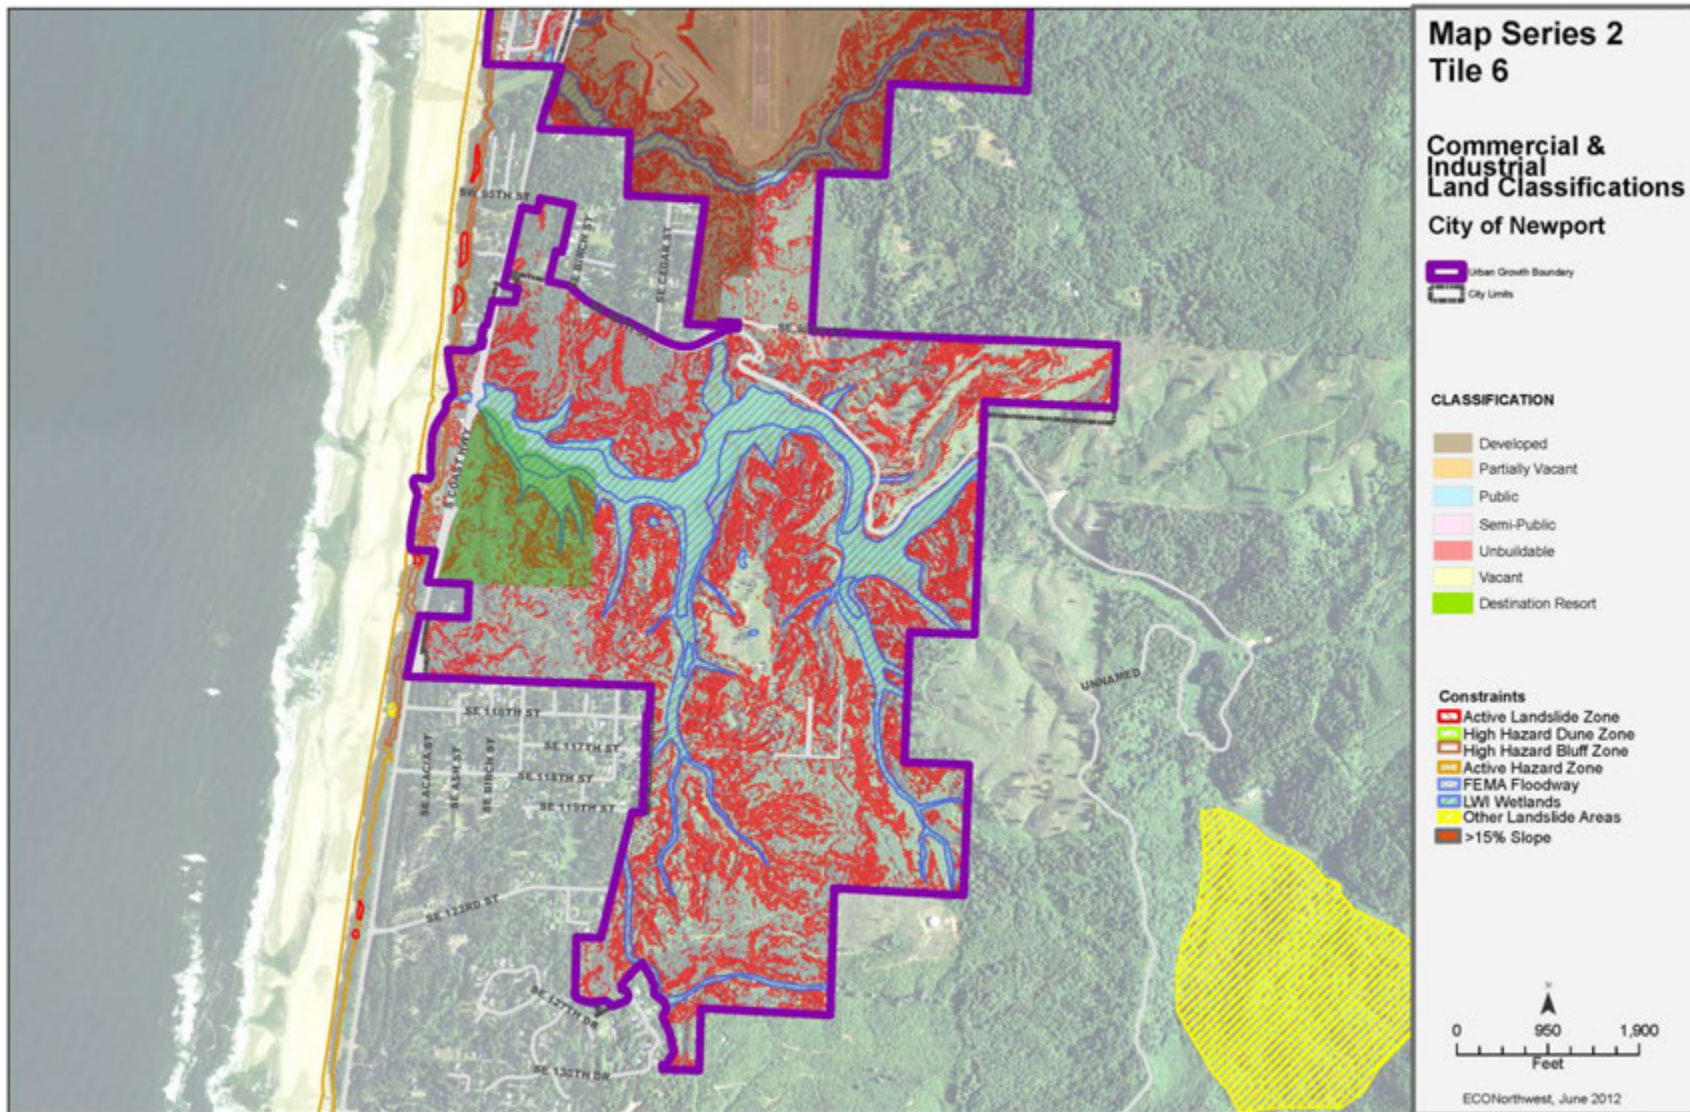 Map Series 2
Tile 6
Commercial &
Industrial
Land Classifications
City of Newport
Urban Growth Boundary
City Limits
CLASSIFICATION
Developed
Partially Vacant
Public
Semi-Public
Unbuildable
Vacant
Destination Resort
Constraints
Active Landslide Zone
High Hazard Dune Zone
High Hazard Bluff Zone
Active Hazard Zone
FEMA Floodway
LWI Wetlands
Other Landslide Areas
>15% Slope
N
0 950 1,900
Feet
ECONorthwest, June 2012
SW 95TH ST
BIRCH ST
SE CEDAR ST
S COAST HWY
UNNAMED
SE 116TH ST
SE 117TH ST
SE 118TH ST
SE 119TH ST
SE ACACIA ST
SE ASH ST
SE BIRCH ST
SE 123RD ST
SE 127TH DR
SE 130TH DR